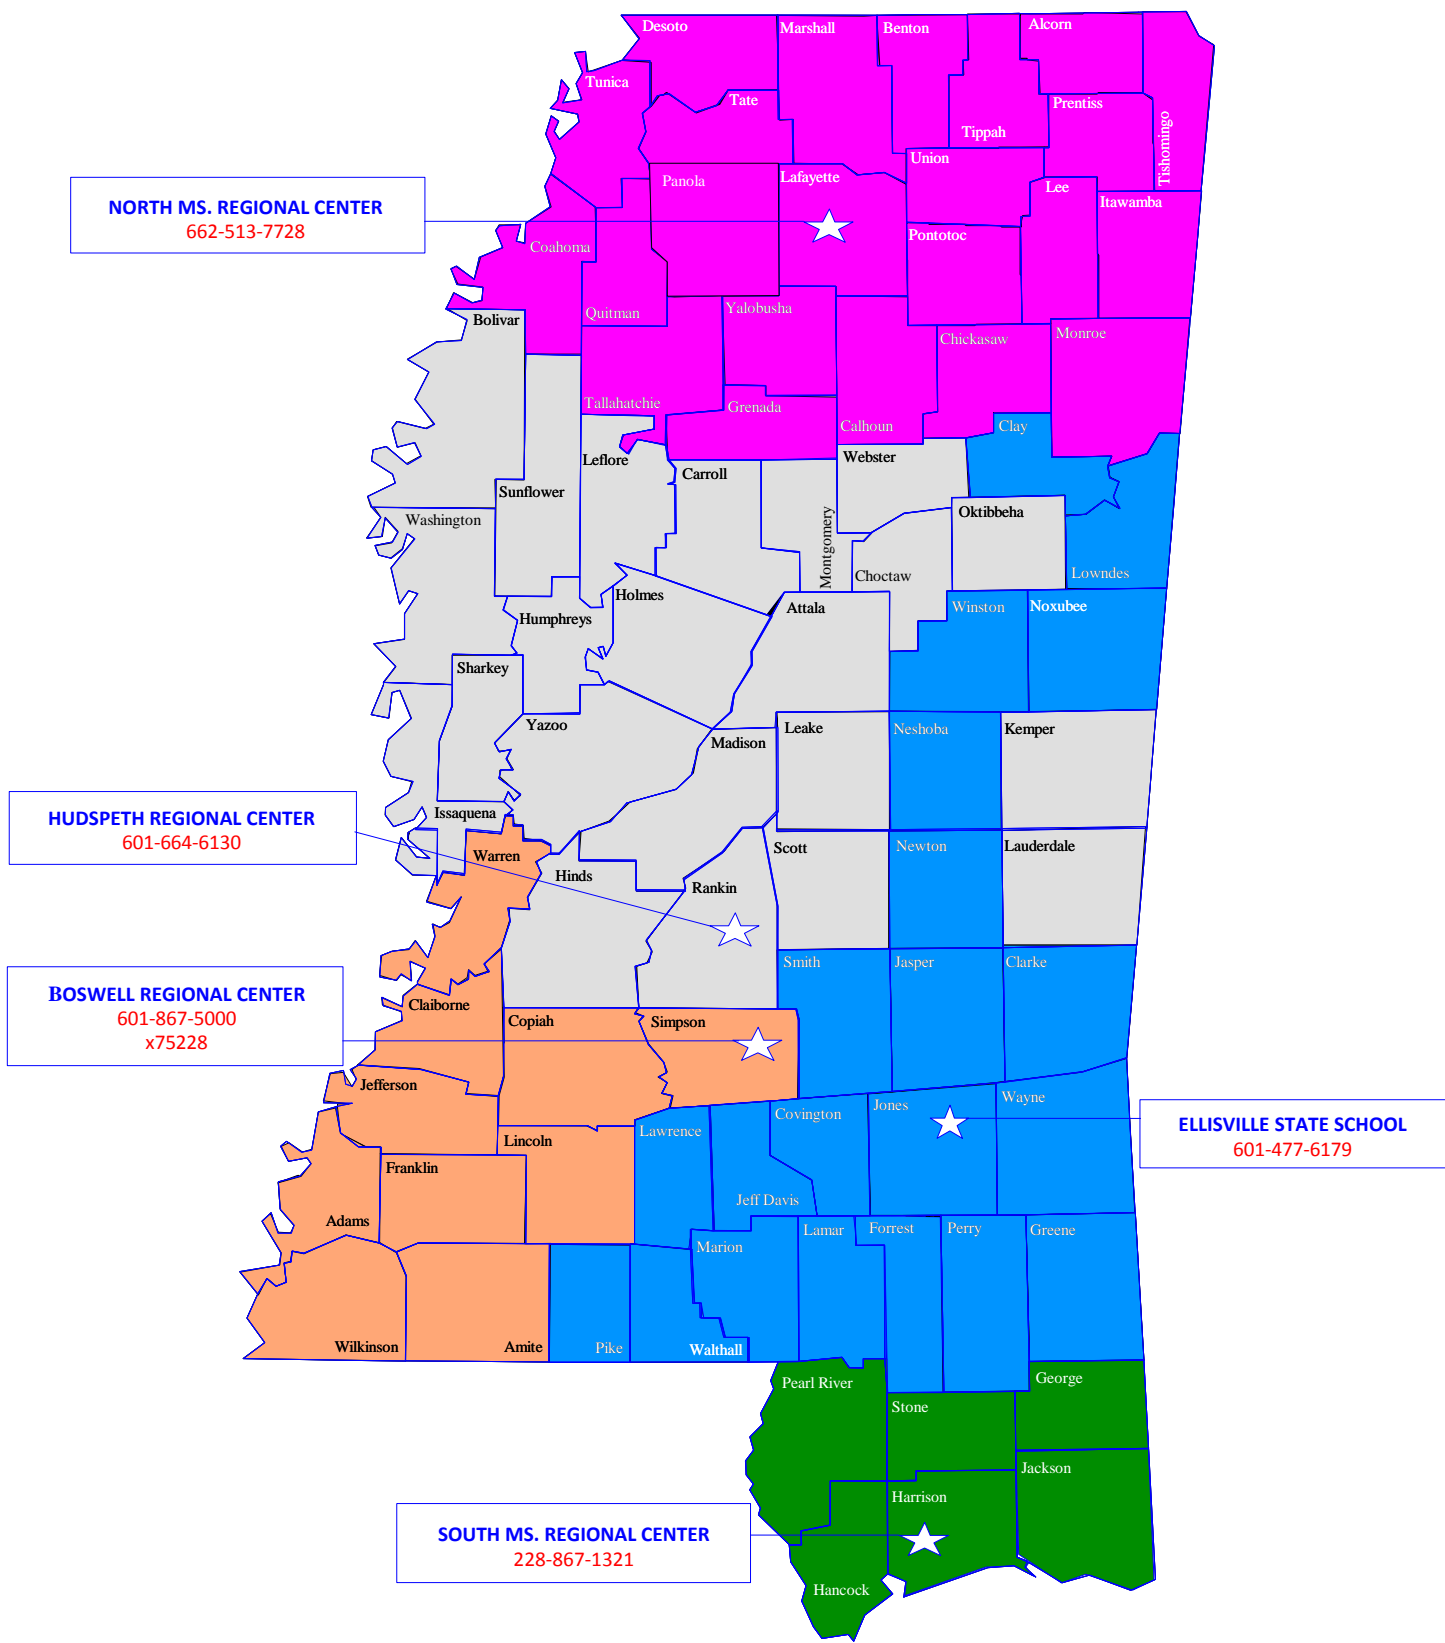 Desoto
Marshall
Benton
Alcorn
Tunica
Tate
Prentiss
Tippah
Tishomingo
Union
Panola
Lafayette
Lee
Itawamba
NORTH MS. REGIONAL CENTER
662-513-7728
Coahoma
Pontotoc
Quitman
Yalobusha
Bolivar
Chickasaw
Monroe
Tallahatchie
Grenada
Calhoun
Clay
Leflore
Carroll
Webster
Sunflower
Washington
Montgomery
Oktibbeha
Choctaw
Lowndes
Holmes
Attala
Winston
Noxubee
Humphreys
Sharkey
Yazoo
Madison
Leake
Neshoba
Kemper
Issaquena
HUDSPETH REGIONAL CENTER
601-664-6130
Warren
Scott
Newton
Lauderdale
Hinds
Rankin
Smith
Jasper
Clarke
BOSWELL REGIONAL CENTER
601-867-5000
x75228
Claiborne
Copiah
Simpson
Jefferson
Covington
Jones
Wayne
ELLISVILLE STATE SCHOOL
601-477-6179
Lawrence
Lincoln
Franklin
Jeff Davis
Adams
Marion
Lamar
Forrest
Perry
Greene
Wilkinson
Amite
Pike
Walthall
Pearl River
George
Stone
Jackson
Harrison
SOUTH MS. REGIONAL CENTER
228-867-1321
Hancock